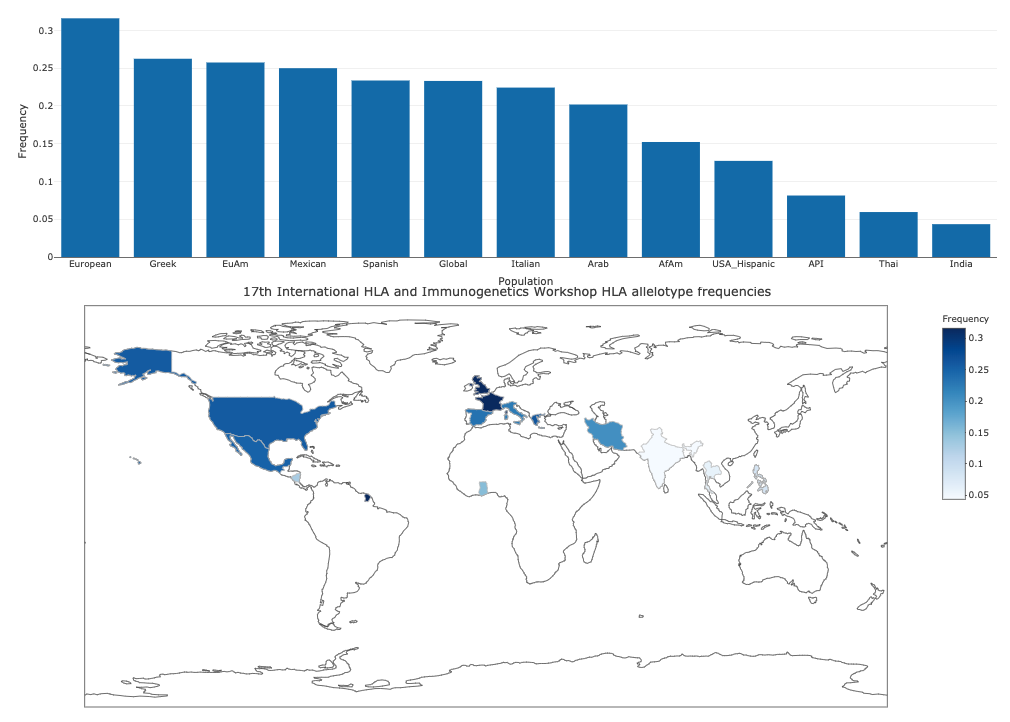 0.3
0.25
0.2
0.15
0.1
0.05
0
Frequency
European Greek EuAm Mexican Spanish Global Italian Arab AfAm USA_Hispanic API Thai India
Population
17th International HLA and Immunogenetics Workshop HLA allelotype frequencies
Frequency
0.3
0.25
0.2
0.15
0.1
0.05